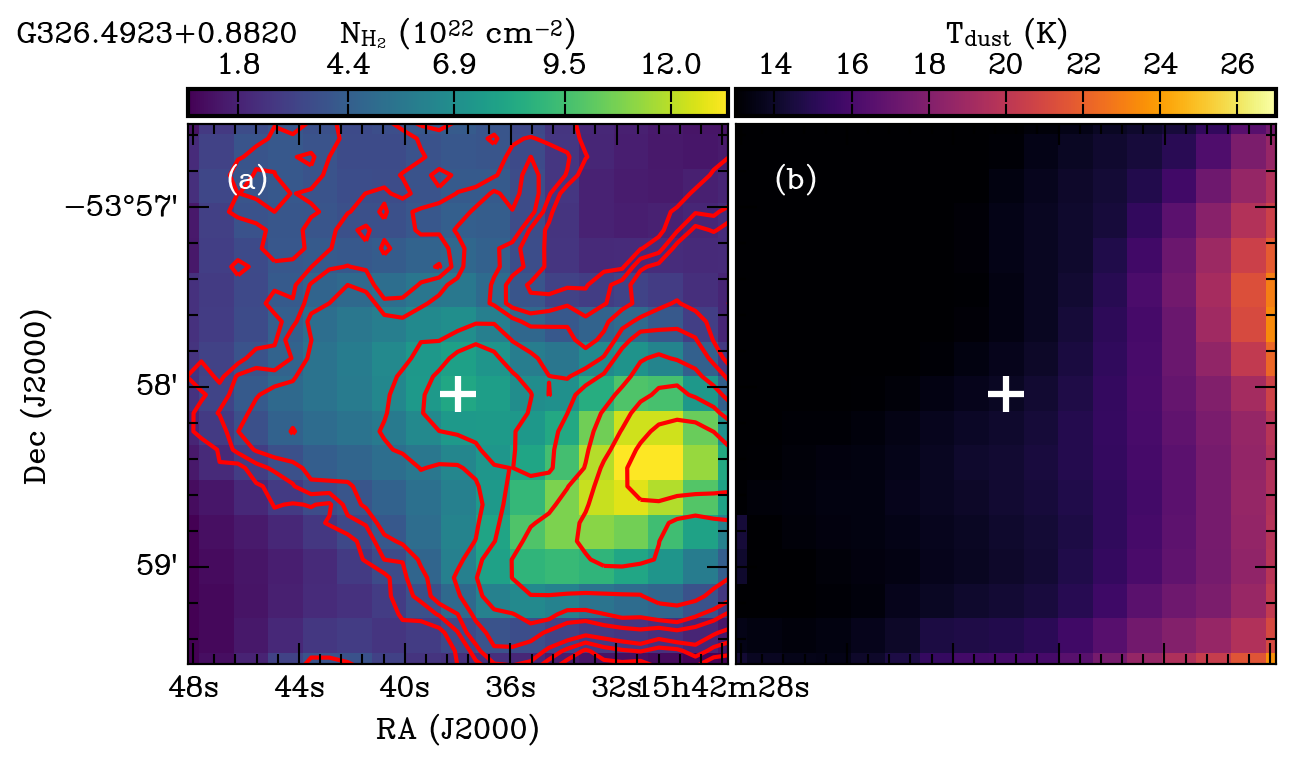 G326.4923+0.8820 N_H₂ (10²² cm⁻²) T_dust (K)
1.8 4.4 6.9 9.5 12.0 14 16 18 20 22 24 26
(a) (b)
−53°57'
58'
59'
Dec (J2000)
48s 44s 40s 36s 32s 15h42m28s
RA (J2000)